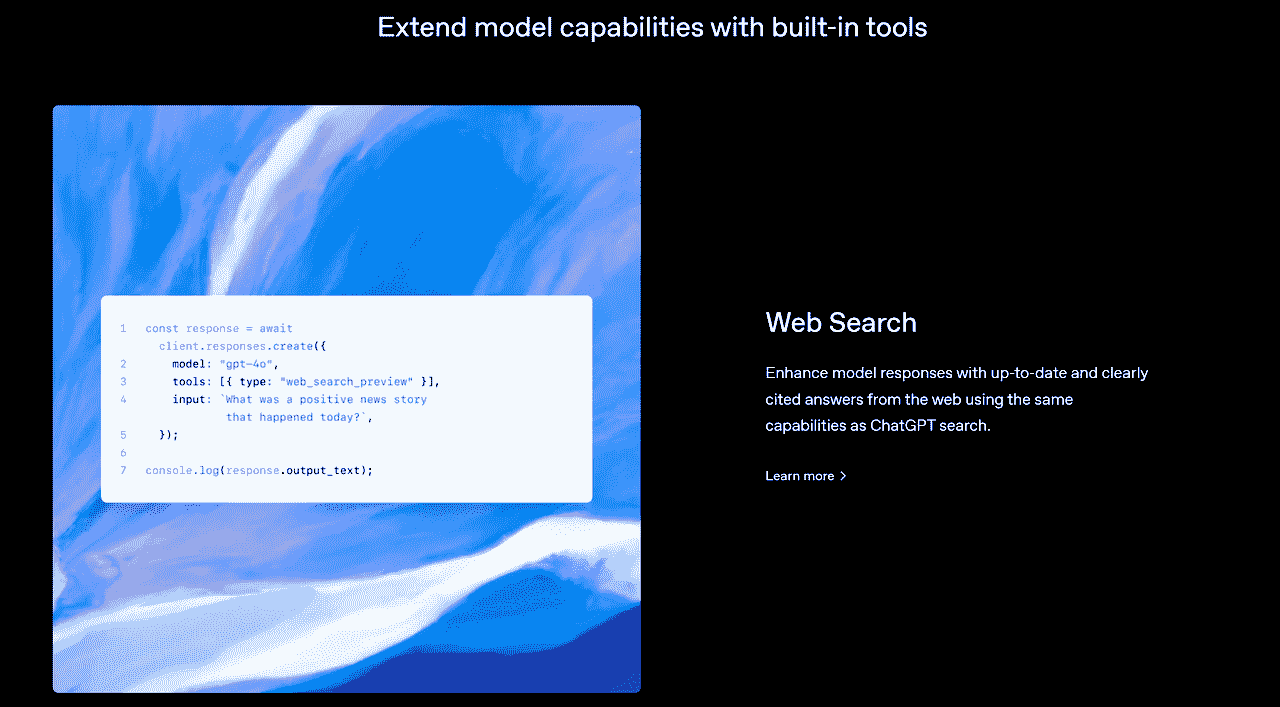 Extend model capabilities with built-in tools
1 const response = await
client.responses.create({
2 model: "gpt-4o",
3 tools: [{ type: "web_search_preview" }],
4 input: `What was a positive news story
that happened today?`,
5 });
6
7 console.log(response.output_text);
Web Search
Enhance model responses with up-to-date and clearly
cited answers from the web using the same
capabilities as ChatGPT search.
Learn more >